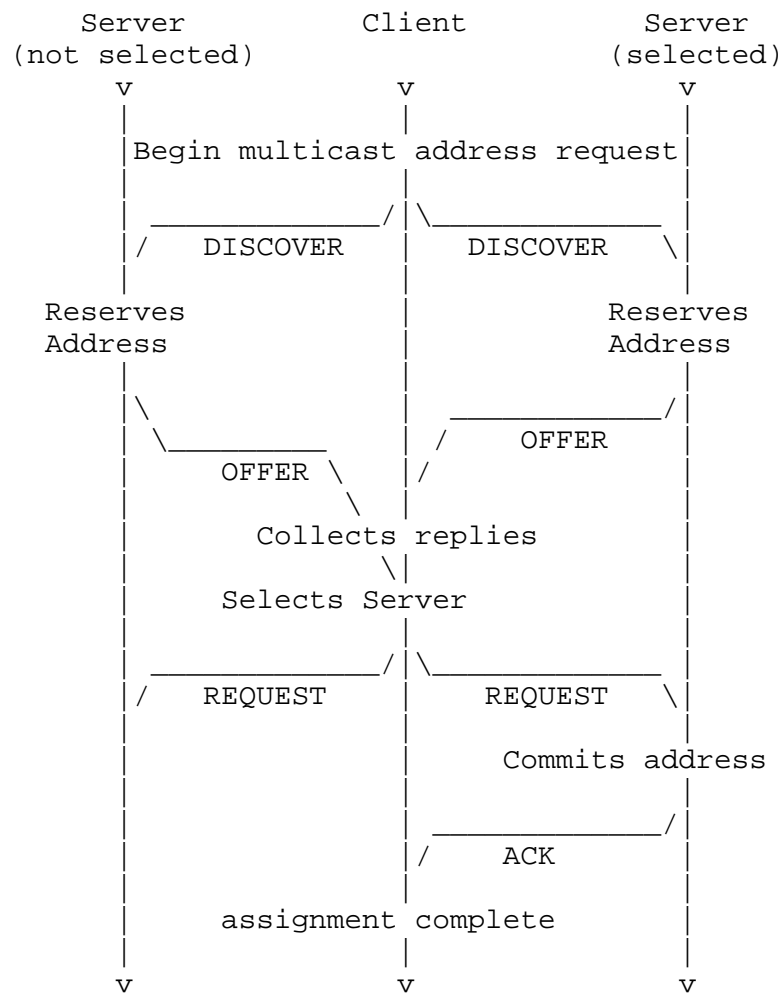 Server Client Server
(not selected) (selected)
v v v
Begin multicast address request
DISCOVER DISCOVER
Reserves Reserves
Address Address
OFFER
OFFER
Collects replies
Selects Server
REQUEST REQUEST
Commits address
ACK
assignment complete
v v v